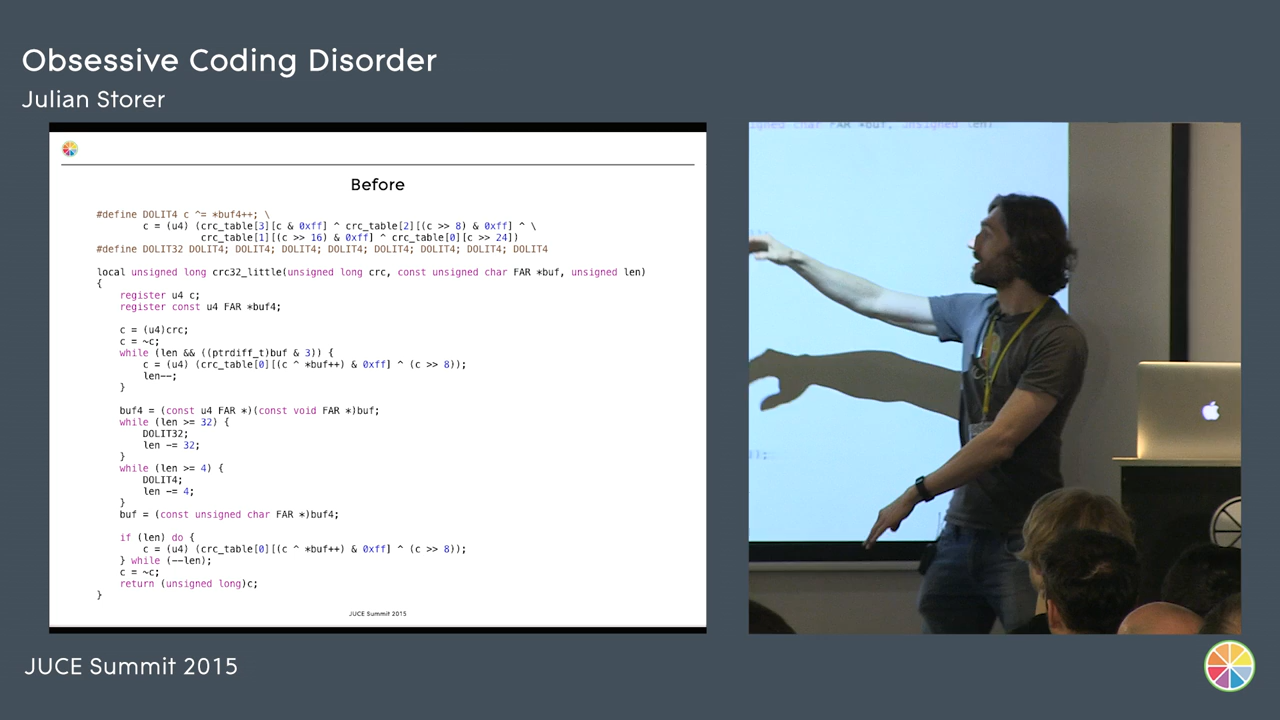 Obsessive Coding Disorder
Julian Storer
Before
#define DOLIT4 c ^= *buf4++; \
c = (u4) (crc_table[3][c & 0xff] ^ crc_table[2][(c >> 8) & 0xff] ^ \
crc_table[1][(c >> 16) & 0xff] ^ crc_table[0][c >> 24])
#define DOLIT32 DOLIT4; DOLIT4; DOLIT4; DOLIT4; DOLIT4; DOLIT4; DOLIT4; DOLIT4
local unsigned long crc32_little(unsigned long crc, const unsigned char FAR *buf, unsigned len)
{
register u4 c;
register const u4 FAR *buf4;
c = (u4)crc;
c = ~c;
while (len && ((ptrdiff_t)buf & 3)) {
c = (u4) (crc_table[0][(c ^ *buf++) & 0xff] ^ (c >> 8));
len--;
}
buf4 = (const u4 FAR *)(const void FAR *)buf;
while (len >= 32) {
DOLIT32;
len -= 32;
}
while (len >= 4) {
DOLIT4;
len -= 4;
}
buf = (const unsigned char FAR *)buf4;
if (len) do {
c = (u4) (crc_table[0][(c ^ *buf++) & 0xff] ^ (c >> 8));
} while (--len);
c = ~c;
return (unsigned long)c;
}
JUCE Summit 2015
igned char FAR *buf, unsigned len)
);
JUCE Summit 2015